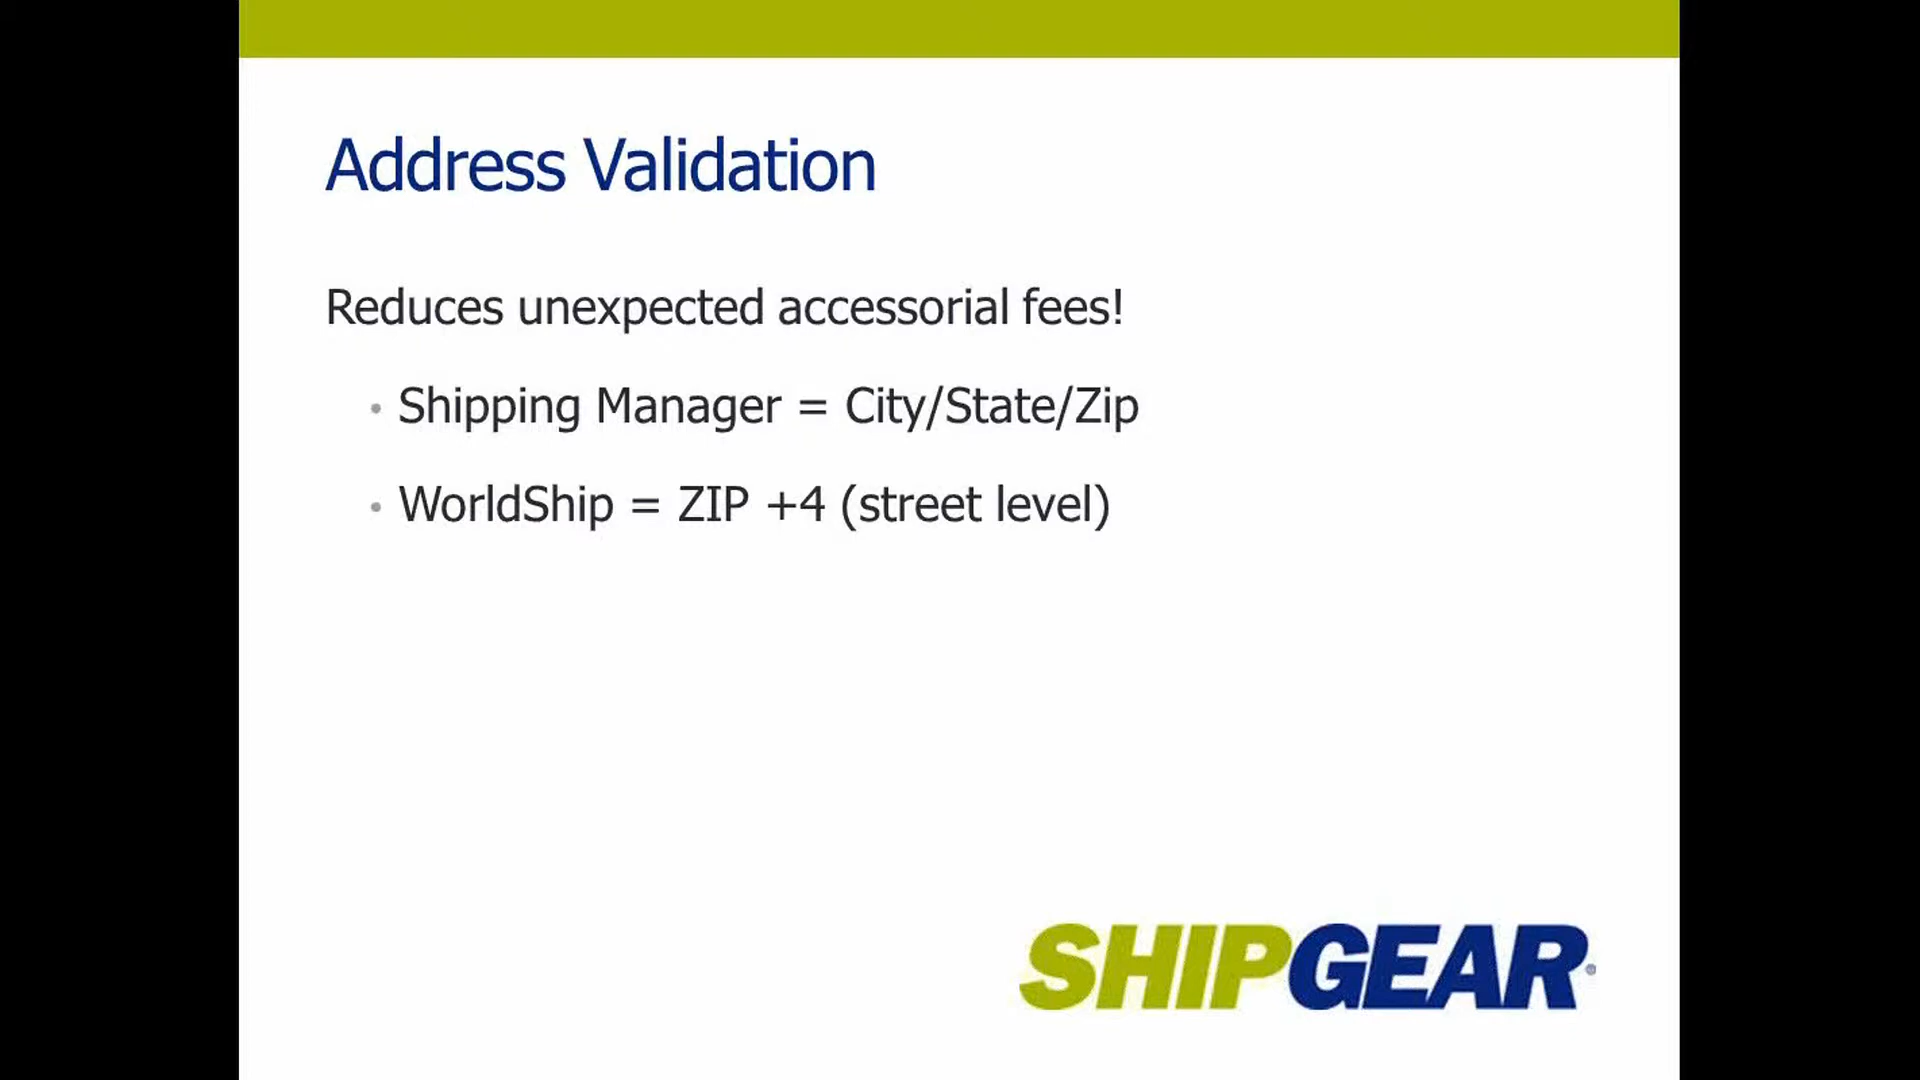 Address Validation
Reduces unexpected accessorial fees!
• Shipping Manager = City/State/Zip
• WorldShip = ZIP +4 (street level)
SHIPGEAR®